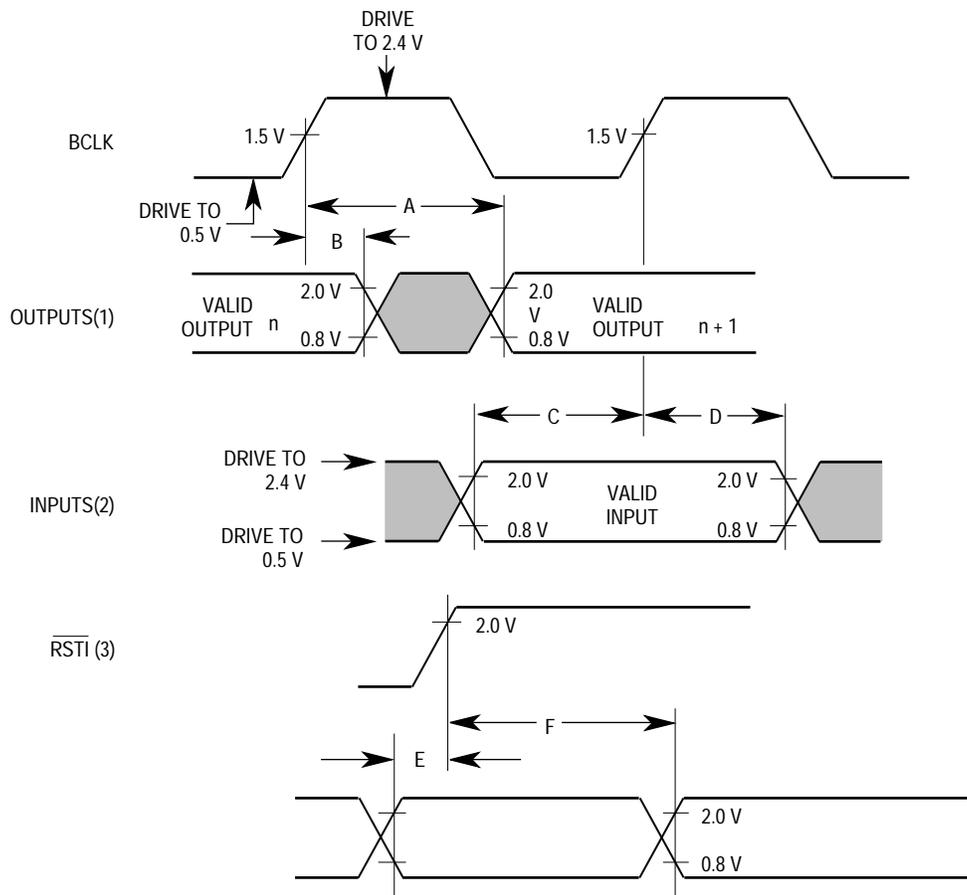 DRIVE
TO 2.4 V
BCLK
1.5 V
1.5 V
DRIVE TO
0.5 V
A
B
OUTPUTS(1)
VALID
OUTPUT n
2.0 V
0.8 V
2.0
V
0.8 V
VALID
OUTPUT n + 1
C
D
INPUTS(2)
DRIVE TO
2.4 V
DRIVE TO
0.5 V
2.0 V
0.8 V
VALID
INPUT
2.0 V
0.8 V
RSTI (3)
2.0 V
F
E
2.0 V
0.8 V